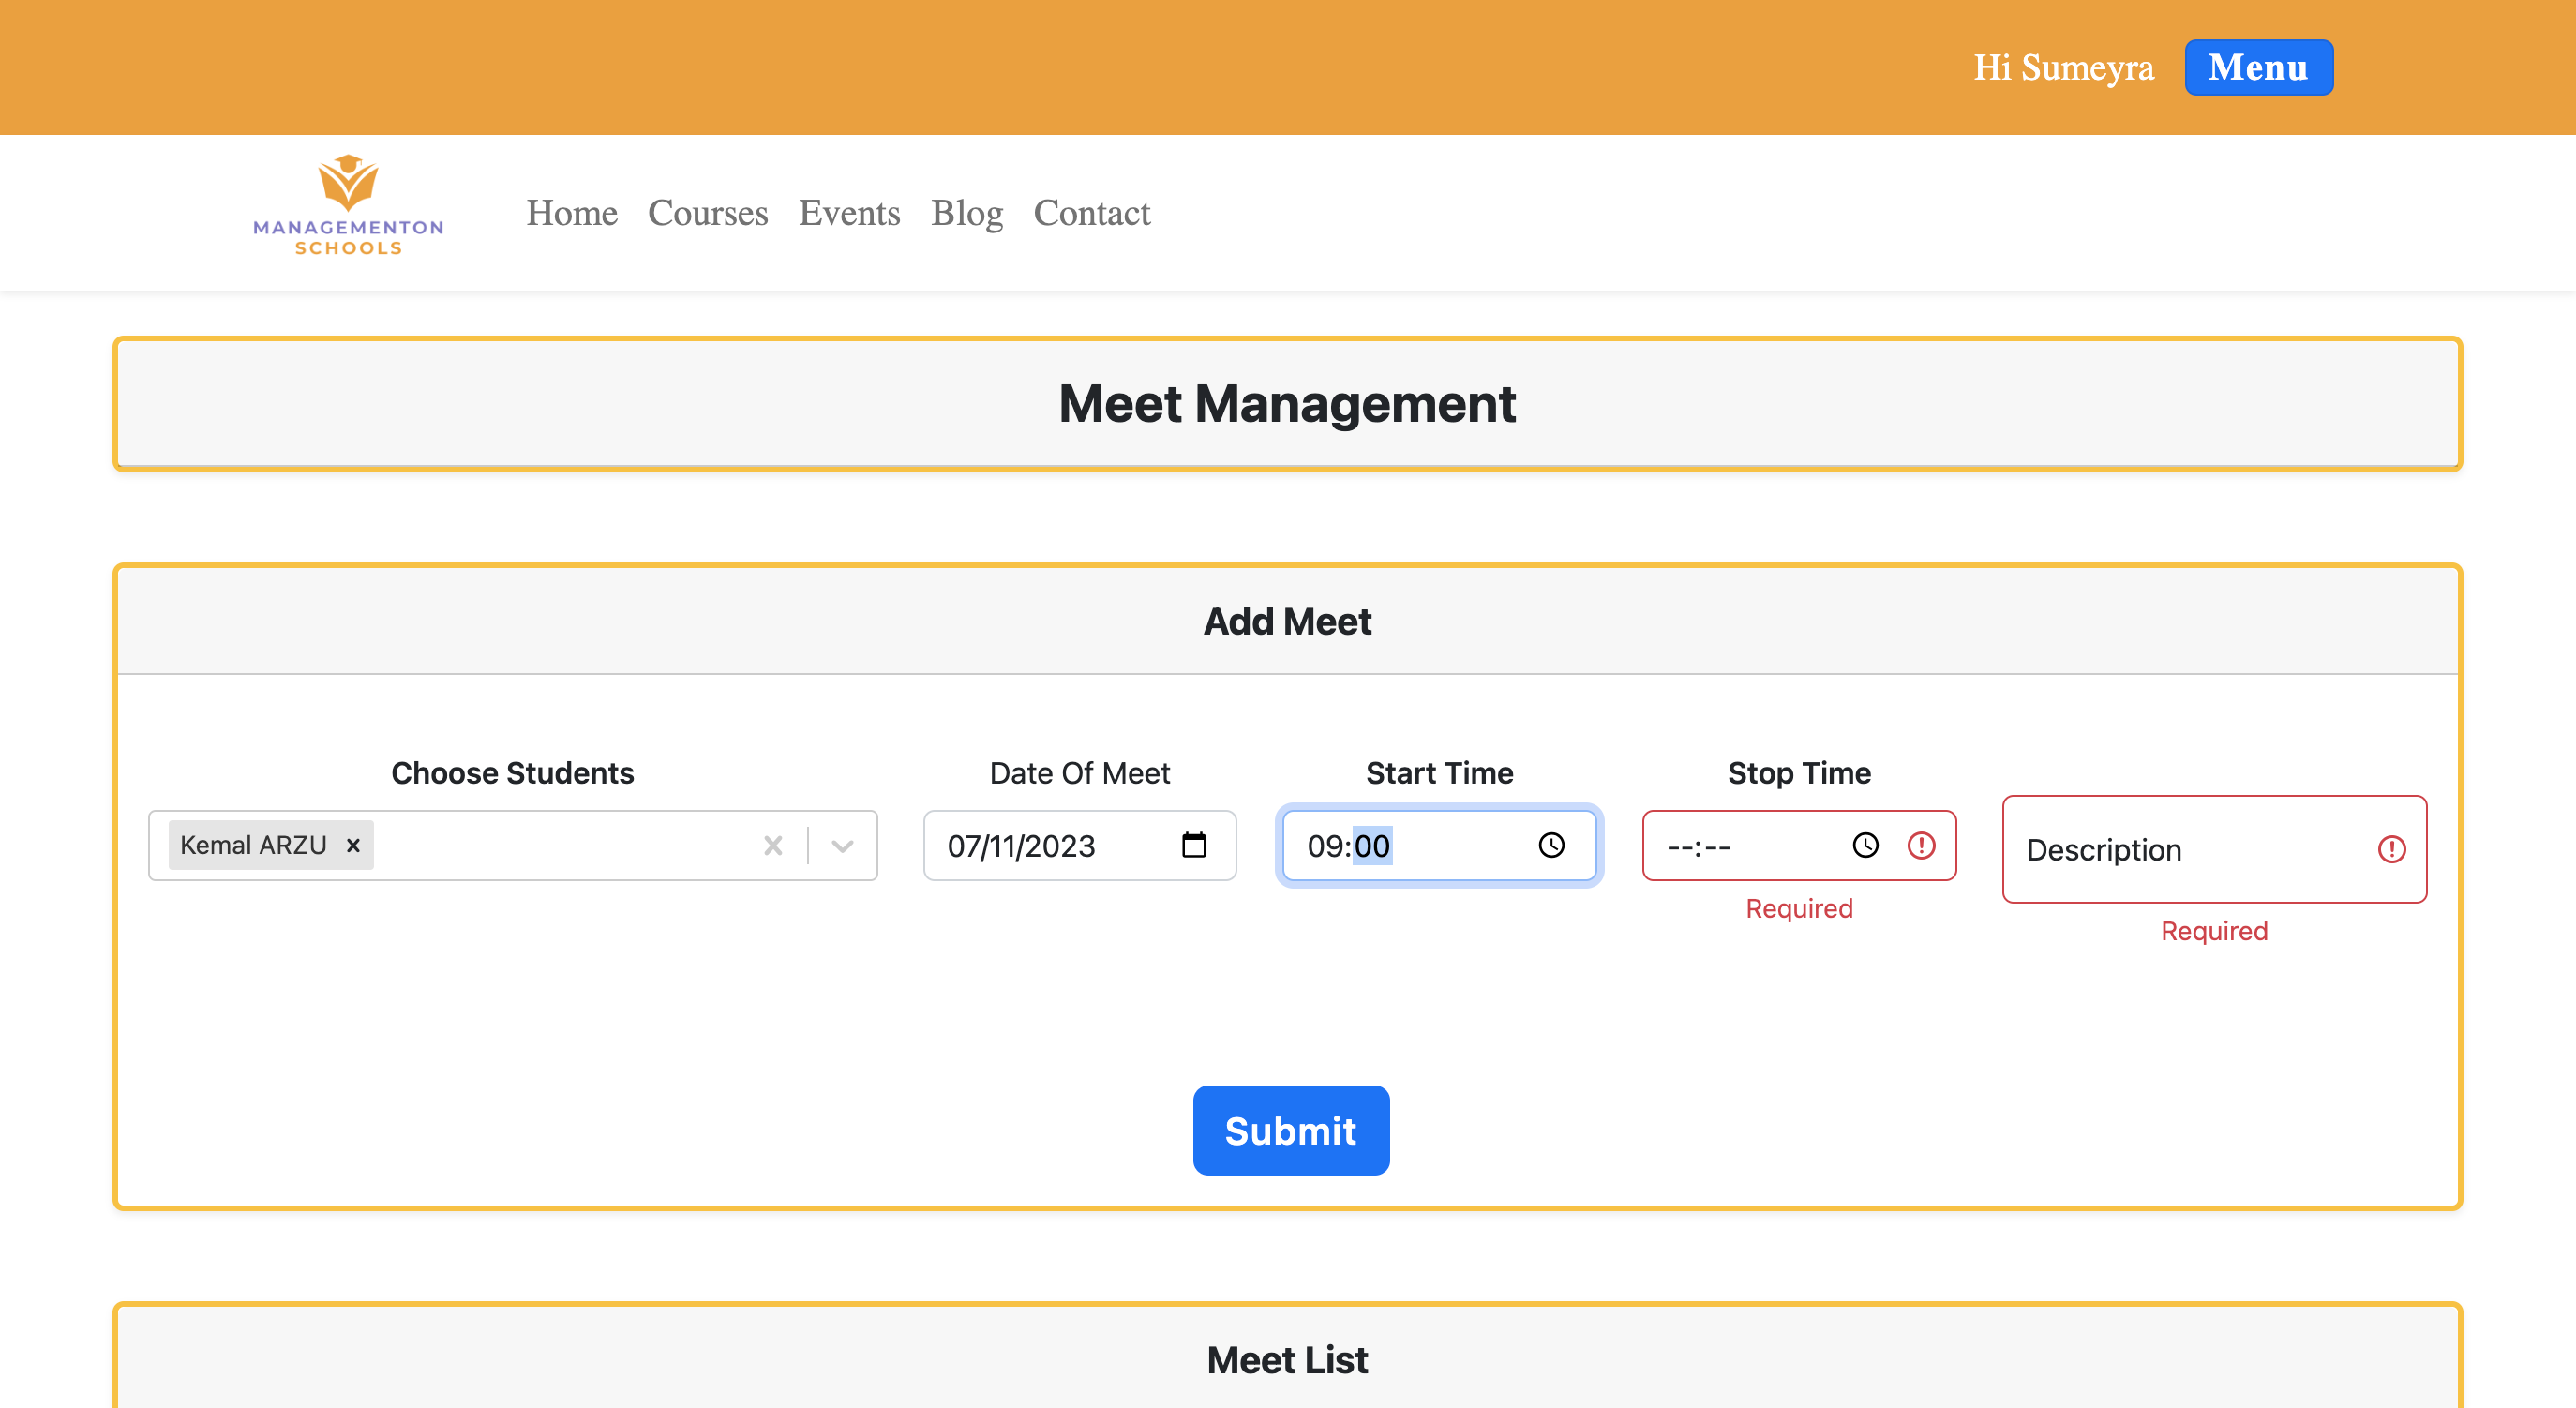 Hi Sumeyra Menu
MANAGEMENTON
SCHOOLS
Home Courses Events Blog Contact
Meet Management
Add Meet
Choose Students Date Of Meet Start Time Stop Time
Kemal ARZU 07/11/2023 09:00 --:-- Description
Required
Required
Submit
Meet List